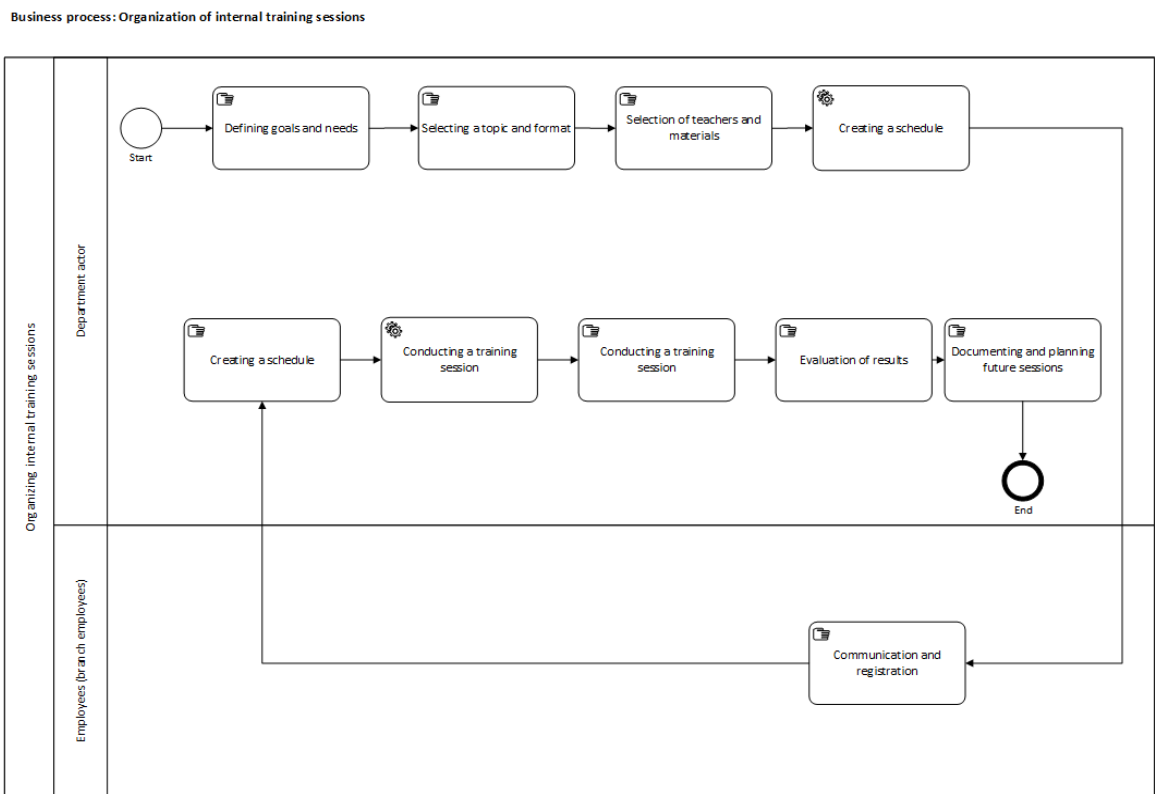 Business process: Organization of internal training sessions
Organizing internal training sessions
Department actor
Start
Defining goals and needs
Selecting a topic and format
Selection of teachers and
materials
Creating a schedule
Creating a schedule
Conducting a training
session
Conducting a training
session
Evaluation of results
Documenting and planning
future sessions
End
Employees (branch employees)
Communication and
registration